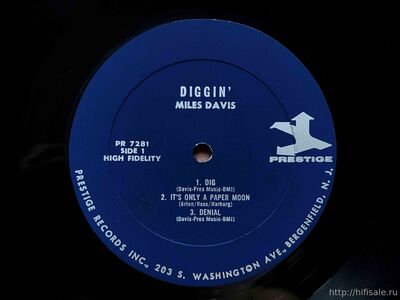 DIGGIN'
MILES DAVIS
PR 7281
SIDE 1
HIGH FIDELITY
PRESTIGE
1. DIG
(Davis-Pres Music-BMI)
2. IT'S ONLY A PAPER MOON
(Arlen/Rose/Harburg)
3. DENIAL
(Davis-Pres Music-BMI)
PRESTIGE RECORDS INC., 203 S. WASHINGTON AVE., BERGENFIELD, N. J.
http://hifisale.ru